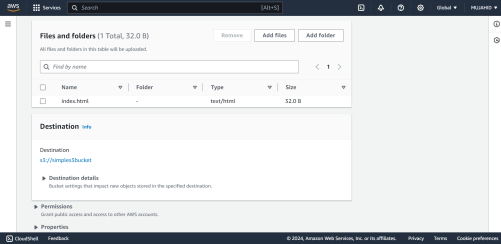 aws Services Search [Alt+S] Global ▼ MUJAHID ▼
Files and folders (1 Total, 32.0 B) Remove Add files Add folder
All files and folders in this table will be uploaded.
Find by name 1
Name Folder Type Size
index.html - text/html 32.0 B
Destination Info
Destination
s3://simples3bucket
Destination details
Bucket settings that impact new objects stored in the specified destination.
Permissions
Grant public access and access to other AWS accounts.
Properties
CloudShell Feedback © 2024, Amazon Web Services, Inc. or its affiliates. Privacy Terms Cookie preferences